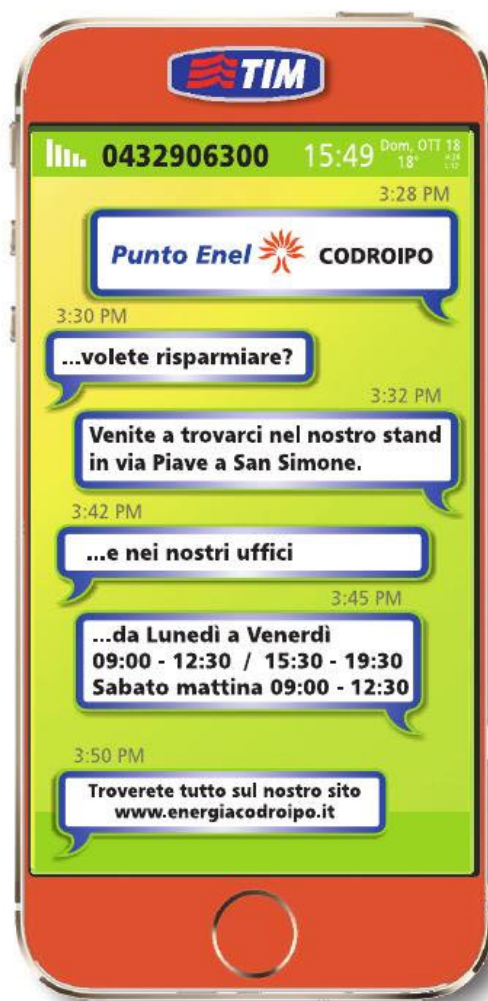 TIM
0432906300 15:49 Dom, OTT 18
18°
3:28 PM
Punto Enel CODROIPO
3:30 PM
...volete risparmiare?
3:32 PM
Venite a trovarci nel nostro stand
in via Piave a San Simone.
3:42 PM
...e nei nostri uffici
3:45 PM
...da Lunedì a Venerdì
09:00 - 12:30 / 15:30 - 19:30
Sabato mattina 09:00 - 12:30
3:50 PM
Troverete tutto sul nostro sito
www.energiacodroipo.it